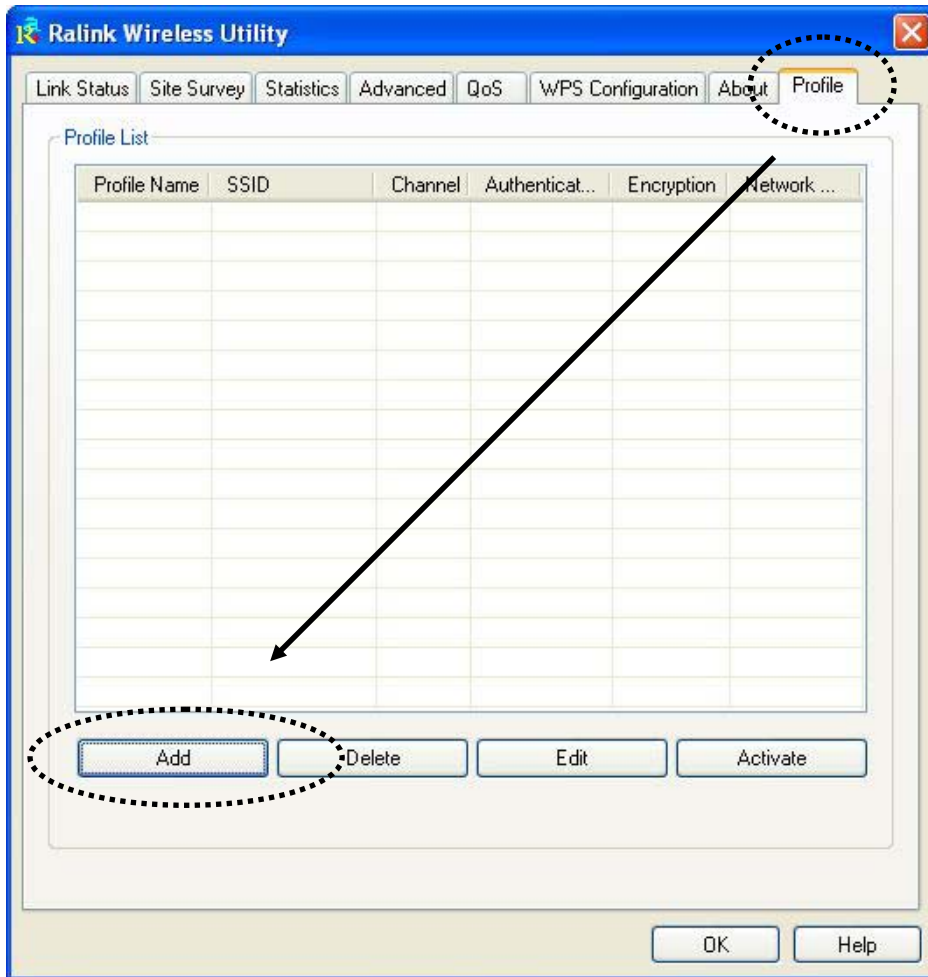 Ralink Wireless Utility
Link Status Site Survey Statistics Advanced QoS WPS Configuration About Profile
Profile List
Profile Name SSID Channel Authenticat... Encryption Network ...
Add Delete Edit Activate
OK Help